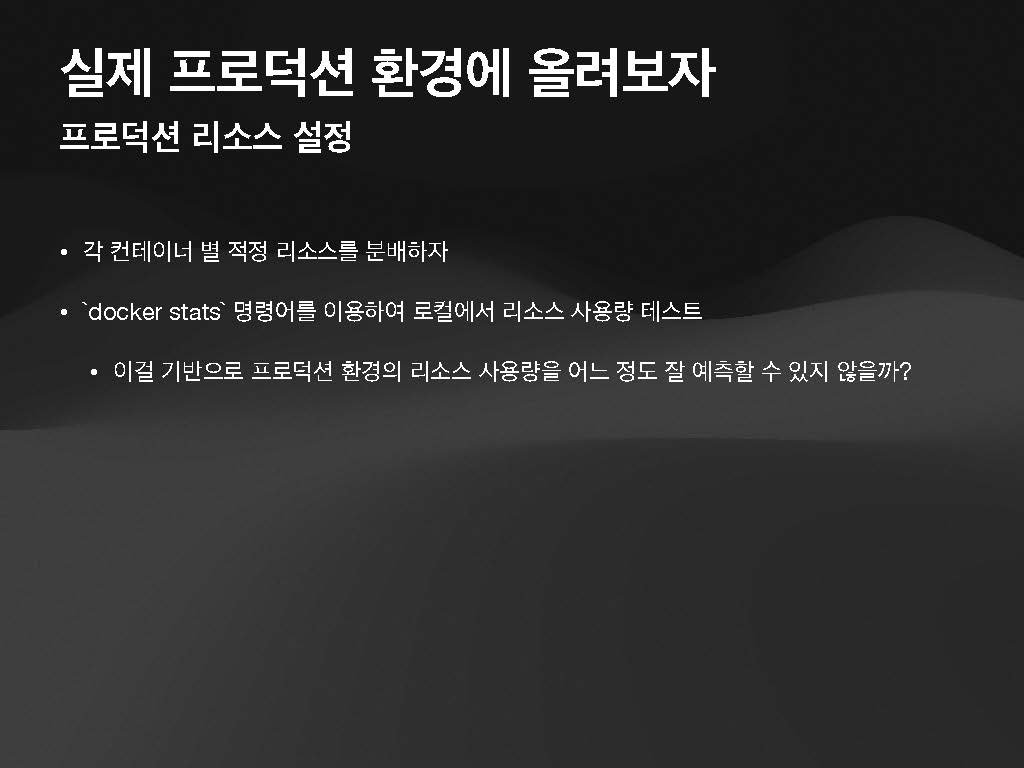 실제 프로덕션 환경에 올려보자
프로덕션 리소스 설정
• 각 컨테이너 별 적정 리소스를 분배하자
• `docker stats` 명령어를 이용하여 로컬에서 리소스 사용량 테스트
• 이걸 기반으로 프로덕션 환경의 리소스 사용량을 어느 정도 잘 예측할 수 있지 않을까?